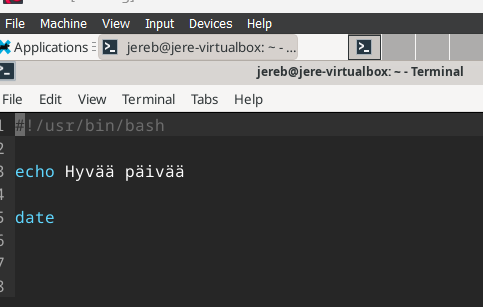 File Machine View Input Devices Help
Applications jereb@jere-virtualbox: ~ - ...
jereb@jere-virtualbox: ~ - Terminal
File Edit View Terminal Tabs Help
1 #!/usr/bin/bash
2
3 echo Hyvää päivää
4
5 date
6
7
8